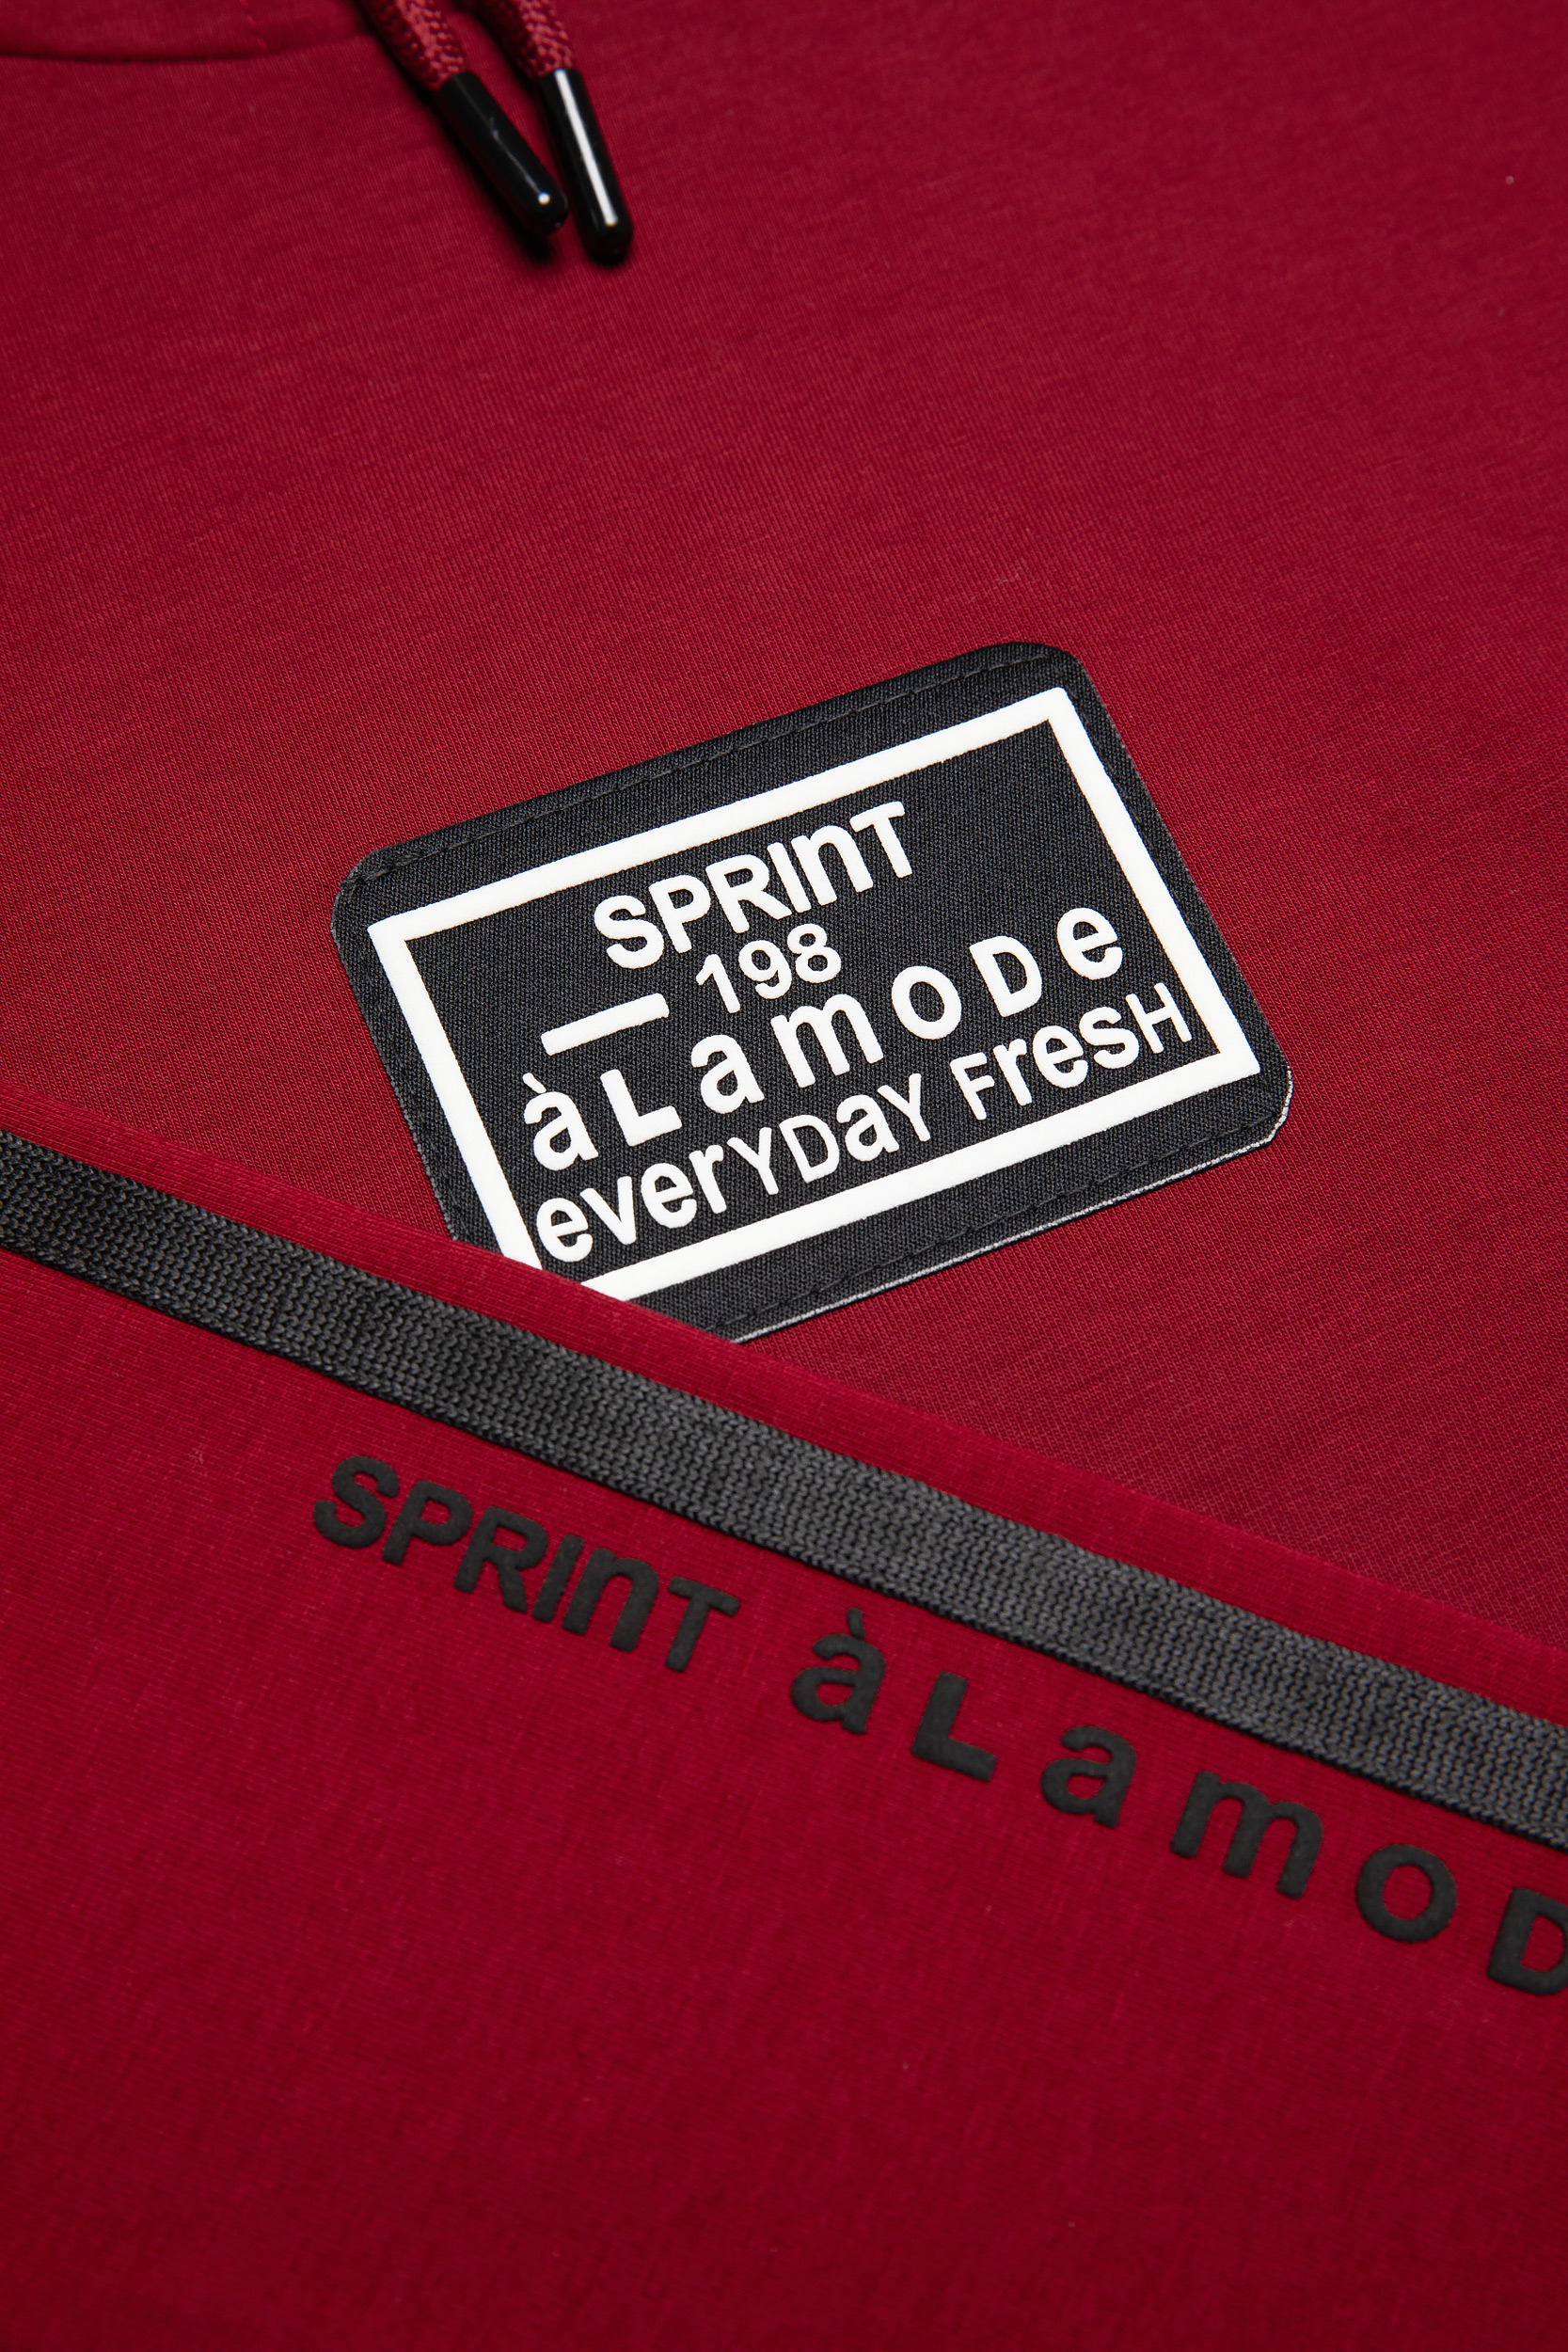 SPRINT
— 198
àLamoDe
everYDaY FresH
SPRINT àLamoD